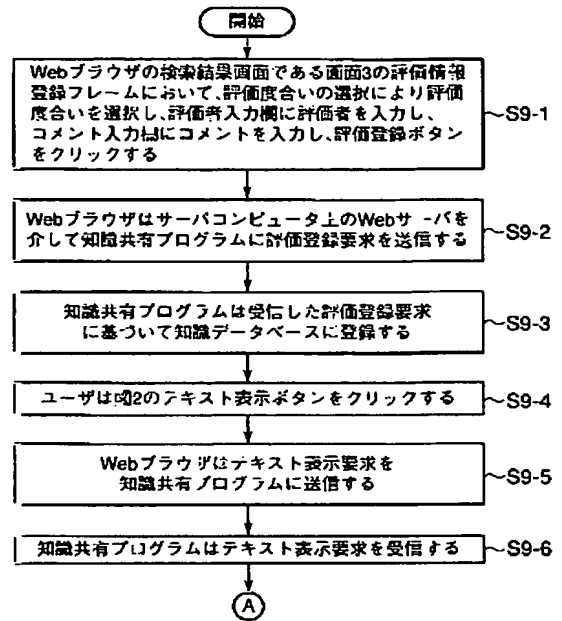 開始
Webブラウザの検索結果画面である画面3の評価情報
登録フレームにおいて、評価度合いの選択により評価
度合いを選択し、評価者入力欄に評価者を入力し、
コメント入力欄にコメントを入力し、評価登録ボタン
をクリックする
S9-1
Webブラウザはサーバコンピュータ上のWebサーバを
介して知識共有プログラムに評価登録要求を送信する
S9-2
知識共有プログラムは受信した評価登録要求
に基づいて知識データベースに登録する
S9-3
ユーザは図2のテキスト表示ボタンをクリックする
S9-4
Webブラウザはテキスト表示要求を
知識共有プログラムに送信する
S9-5
知識共有プログラムはテキスト表示要求を受信する
S9-6
A